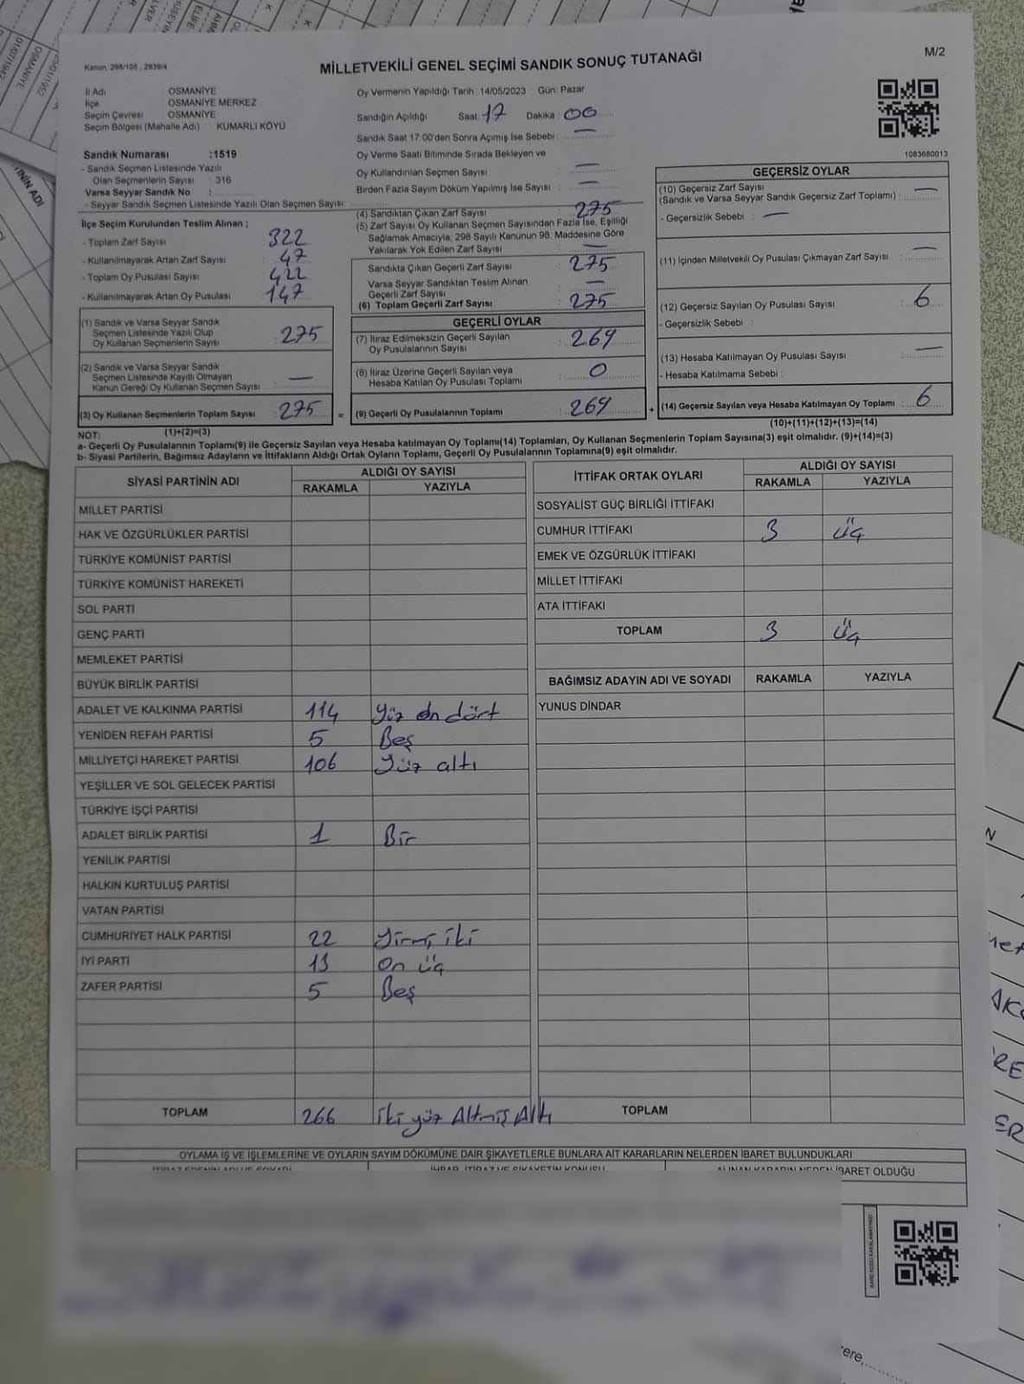 M/2
Kanun, 298/105 , 2839/4
MİLLETVEKİLİ GENEL SEÇİMİ SANDIK SONUÇ TUTANAĞI
İl Adı OSMANİYE
İlçe OSMANİYE MERKEZ
Seçim Çevresi OSMANİYE
Seçim Bölgesi (Mahalle Adı) KUMARLI KÖYÜ
Oy Vermenin Yapıldığı Tarih : 14/05/2023 Gün: Pazar
Sandığın Açıldığı Saat: 17 Dakika : 00
Sandık Saat 17:00'den Sonra Açılmış İse Sebebi : —
Oy Verme Saati Bitiminde Sırada Bekleyen ve
Oy Kullandırılan Seçmen Sayısı : —
Birden Fazla Sayım Döküm Yapılmış İse Sayısı : —
1083680013
Sandık Numarası :1519
- Sandık Seçmen Listesinde Yazılı
Olan Seçmenlerin Sayısı : 316
Varsa Seyyar Sandık No :
- Seyyar Sandık Seçmen Listesinde Yazılı Olan Seçmen Sayısı:
İlçe Seçim Kurulundan Teslim Alınan ;
- Toplam Zarf Sayısı 322
- Kullanılmayarak Artan Zarf Sayısı : 47
- Toplam Oy Pusulası Sayısı : 422
- Kullanılmayarak Artan Oy Pusulası 147
(1) Sandık ve Varsa Seyyar Sandık
Seçmen Listesinde Yazılı Olup
Oy Kullanan Seçmenlerin Sayısı : 275
(2) Sandık ve Varsa Seyyar Sandık
Seçmen Listesinde Kayıtlı Olmayan
Kanun Gereği Oy Kullanan Seçmen Sayısı : —
(3) Oy Kullanan Seçmenlerin Toplam Sayısı : 275 =
(1)+(2)=(3)
(4) Sandıktan Çıkan Zarf Sayısı : 275
(5) Zarf Sayısı Oy Kullanan Seçmen Sayısından Fazla İse, Eşitliği
Sağlamak Amacıyla, 298 Sayılı Kanunun 98. Maddesine Göre
Yakılarak Yok Edilen Zarf Sayısı : —
Sandıkta Çıkan Geçerli Zarf Sayısı : 275
Varsa Seyyar Sandıktan Teslim Alınan
Geçerli Zarf Sayısı : —
(6) Toplam Geçerli Zarf Sayısı : 275
GEÇERLİ OYLAR
(7) İtiraz Edilmeksizin Geçerli Sayılan
Oy Pusulalarının Sayısı : 269
(8) İtiraz Üzerine Geçerli Sayılan veya
Hesaba Katılan Oy Pusulası Toplamı : 0
(9) Geçerli Oy Pusulalarının Toplamı : 269 +
GEÇERSİZ OYLAR
(10) Geçersiz Zarf Sayısı
(Sandık ve Varsa Seyyar Sandık Geçersiz Zarf Toplamı) : —
- Geçersizlik Sebebi : —
(11) İçinden Milletvekili Oy Pusulası Çıkmayan Zarf Sayısı : —
(12) Geçersiz Sayılan Oy Pusulası Sayısı : 6
- Geçersizlik Sebebi :
(13) Hesaba Katılmayan Oy Pusulası Sayısı : —
- Hesaba Katılmama Sebebi :
(14) Geçersiz Sayılan veya Hesaba Katılmayan Oy Toplamı : 6
(10)+(11)+(12)+(13)=(14)
NOT:
a- Geçerli Oy Pusulalarının Toplamı(9) ile Geçersiz Sayılan veya Hesaba katılmayan Oy Toplamı(14) Toplamları, Oy Kullanan Seçmenlerin Toplam Sayısına(3) eşit olmalıdır. (9)+(14)=(3)
b- Siyasi Partilerin, Bağımsız Adayların ve İttifakların Aldığı Ortak Oyların Toplamı, Geçerli Oy Pusulalarının Toplamına(9) eşit olmalıdır.
SİYASİ PARTİNİN ADI ALDIĞI OY SAYISI
RAKAMLA YAZIYLA
MİLLET PARTİSİ
HAK VE ÖZGÜRLÜKLER PARTİSİ
TÜRKİYE KOMÜNİST PARTİSİ
TÜRKİYE KOMÜNİST HAREKETİ
SOL PARTİ
GENÇ PARTİ
MEMLEKET PARTİSİ
BÜYÜK BİRLİK PARTİSİ
ADALET VE KALKINMA PARTİSİ 114 Yüz on dört
YENİDEN REFAH PARTİSİ 5 Beş
MİLLİYETÇİ HAREKET PARTİSİ 106 Yüz altı
YEŞİLLER VE SOL GELECEK PARTİSİ
TÜRKİYE İŞÇİ PARTİSİ
ADALET BİRLİK PARTİSİ 1 Bir
YENİLİK PARTİSİ
HALKIN KURTULUŞ PARTİSİ
VATAN PARTİSİ
CUMHURİYET HALK PARTİSİ 22 Yirmi iki
İYİ PARTİ 13 On üç
ZAFER PARTİSİ 5 Beş
TOPLAM 266 İki yüz Altmış Altı
İTTİFAK ORTAK OYLARI ALDIĞI OY SAYISI
RAKAMLA YAZIYLA
SOSYALİST GÜÇ BİRLİĞİ İTTİFAKI
CUMHUR İTTİFAKI 3 Üç
EMEK VE ÖZGÜRLÜK İTTİFAKI
MİLLET İTTİFAKI
ATA İTTİFAKI
TOPLAM 3 Üç
BAĞIMSIZ ADAYIN ADI VE SOYADI RAKAMLA YAZIYLA
YUNUS DİNDAR
TOPLAM
OYLAMA İŞ VE İŞLEMLERİNE VE OYLARIN SAYIM DÖKÜMÜNE DAİR ŞİKAYETLERLE BUNLARA AİT KARARLARIN NELERDEN İBARET BULUNDUKLARI
İHBAR, İTİRAZ VE ŞİKAYETİN KONUSU ALINAN KARARIN NEDEN İBARET OLDUĞU